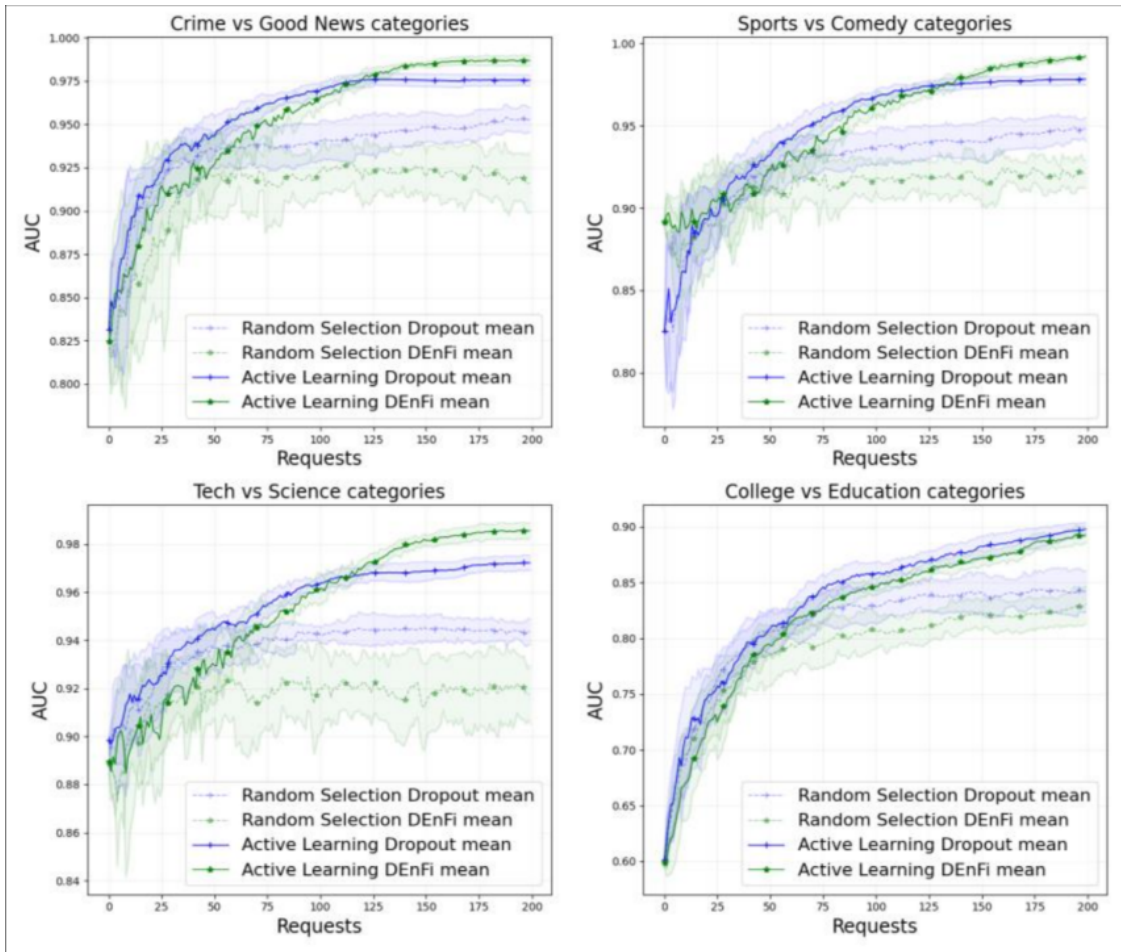 Crime vs Good News categories
1.000
0.975
0.950
0.925
0.900
0.875
0.850
0.825
0.800
AUC
Random Selection Dropout mean
Random Selection DEnFi mean
Active Learning Dropout mean
Active Learning DEnFi mean
0 25 50 75 100 125 150 175 200
Requests
Sports vs Comedy categories
1.00
0.95
0.90
0.85
0.80
AUC
Random Selection Dropout mean
Random Selection DEnFi mean
Active Learning Dropout mean
Active Learning DEnFi mean
0 25 50 75 100 125 150 175 200
Requests
Tech vs Science categories
0.98
0.96
0.94
0.92
0.90
0.88
0.86
0.84
AUC
Random Selection Dropout mean
Random Selection DEnFi mean
Active Learning Dropout mean
Active Learning DEnFi mean
0 25 50 75 100 125 150 175 200
Requests
College vs Education categories
0.90
0.85
0.80
0.75
0.70
0.65
0.60
AUC
Random Selection Dropout mean
Random Selection DEnFi mean
Active Learning Dropout mean
Active Learning DEnFi mean
0 25 50 75 100 125 150 175 200
Requests